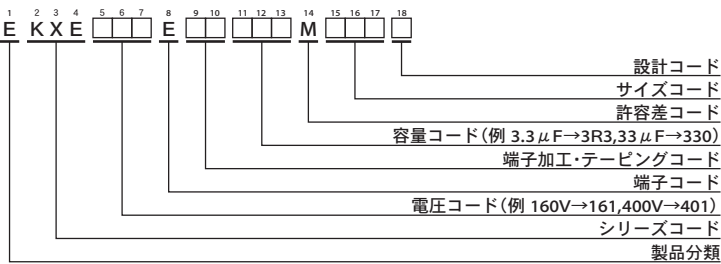 1 2 3 4 5 6 7 8 9 10 11 12 13 14 15 16 17 18
E KXE □□□ E □□ □□□ M □□□ □
設計コード
サイズコード
許容差コード
容量コード(例 3.3μF→3R3,33μF→330)
端子加工・テーピングコード
端子コード
電圧コード(例 160V→161,400V→401)
シリーズコード
製品分類